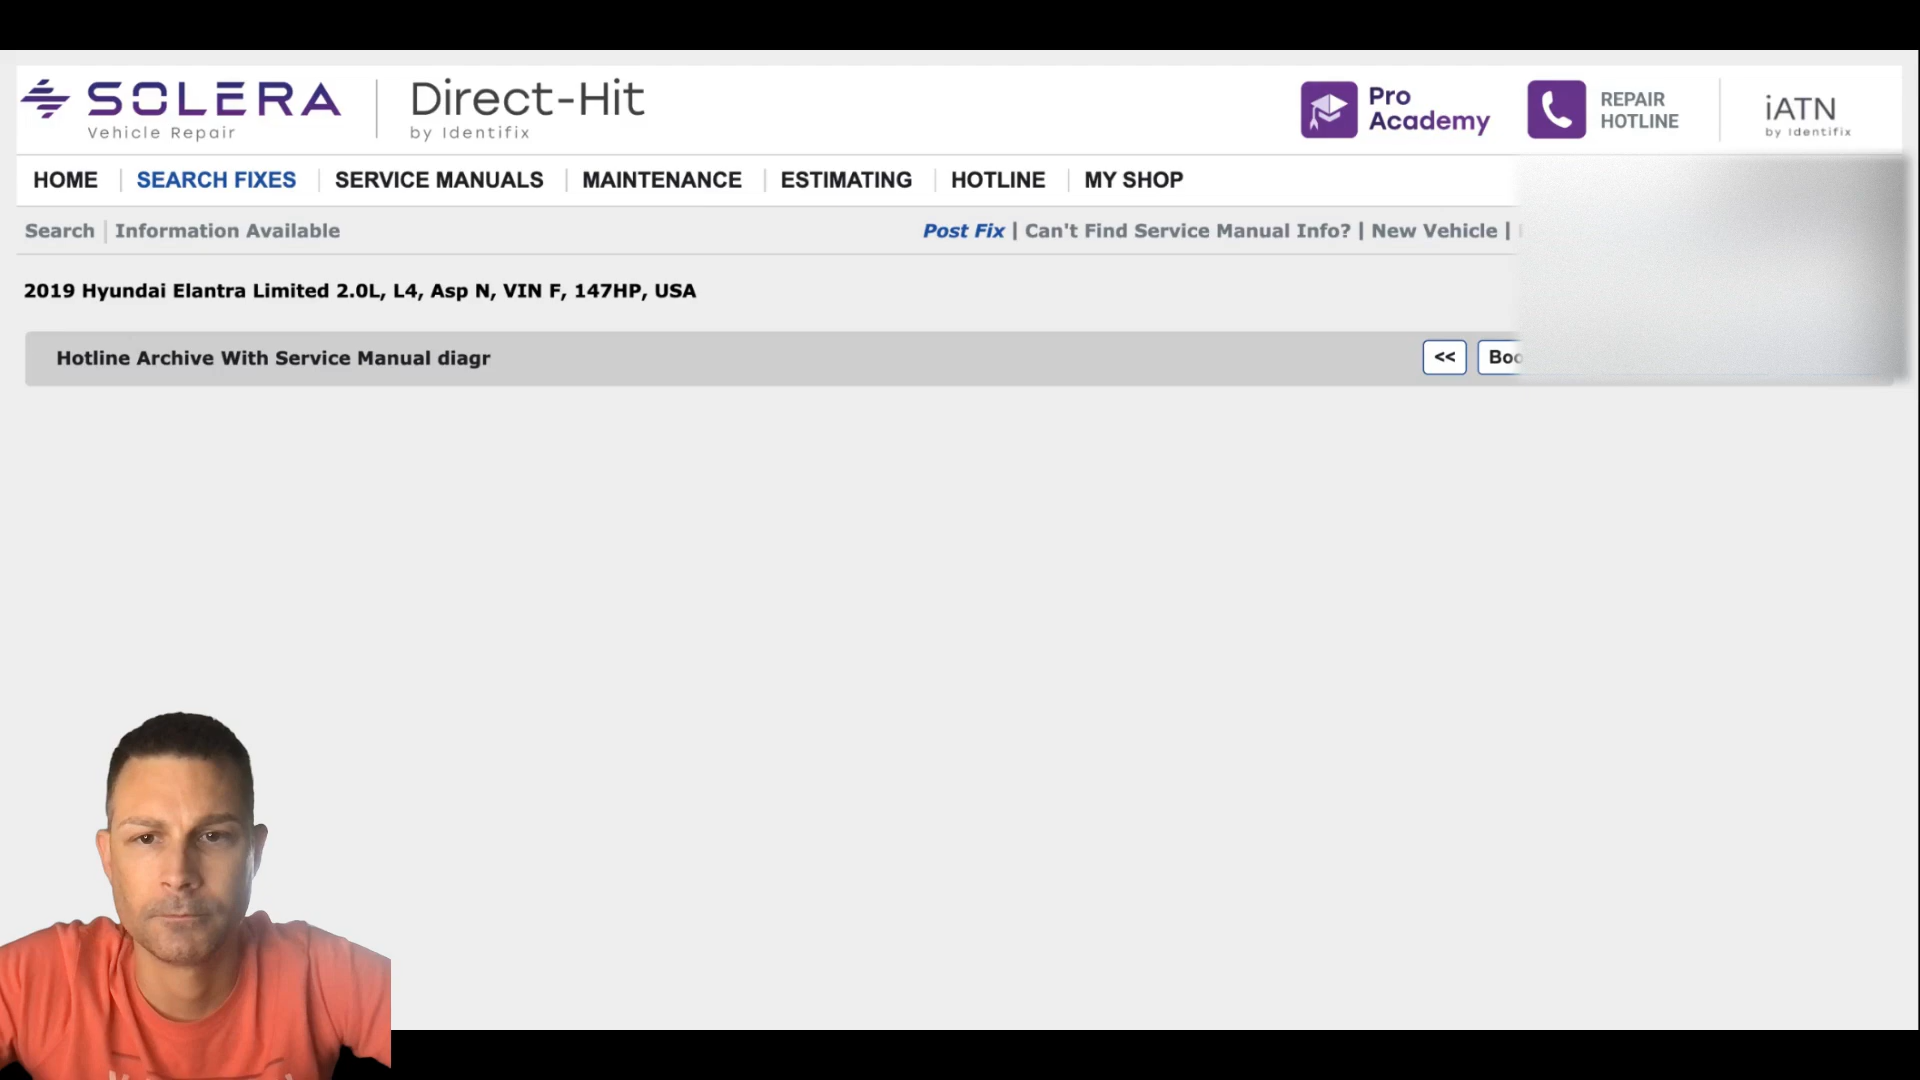 SOLERA
Vehicle Repair
Direct-Hit
by Identifix
Pro
Academy
REPAIR
HOTLINE
iATN
by Identifix
HOME
SEARCH FIXES
SERVICE MANUALS
MAINTENANCE
ESTIMATING
HOTLINE
MY SHOP
Search
Information Available
Post Fix | Can't Find Service Manual Info? | New Vehicle |
2019 Hyundai Elantra Limited 2.0L, L4, Asp N, VIN F, 147HP, USA
Hotline Archive With Service Manual diagr
<<